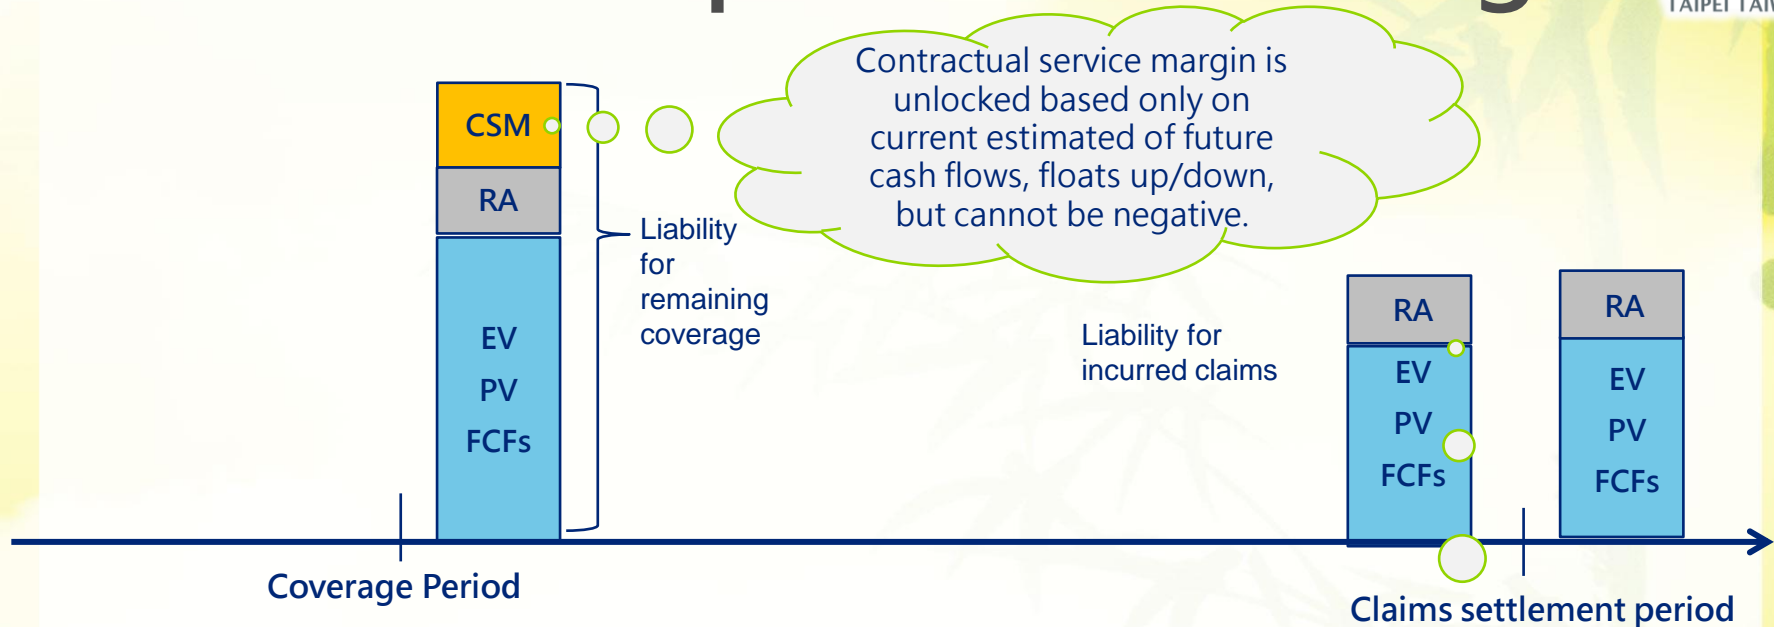 TAIPEI
Contractual service margin is
unlocked based only on
current estimated of future
cash flows, floats up/down,
but cannot be negative.
CSM
RA
EV
PV
FCFs
Liability
for
remaining
coverage
Liability for
incurred claims
RA
EV
PV
FCFs
RA
EV
PV
FCFs
Coverage Period
Claims settlement period